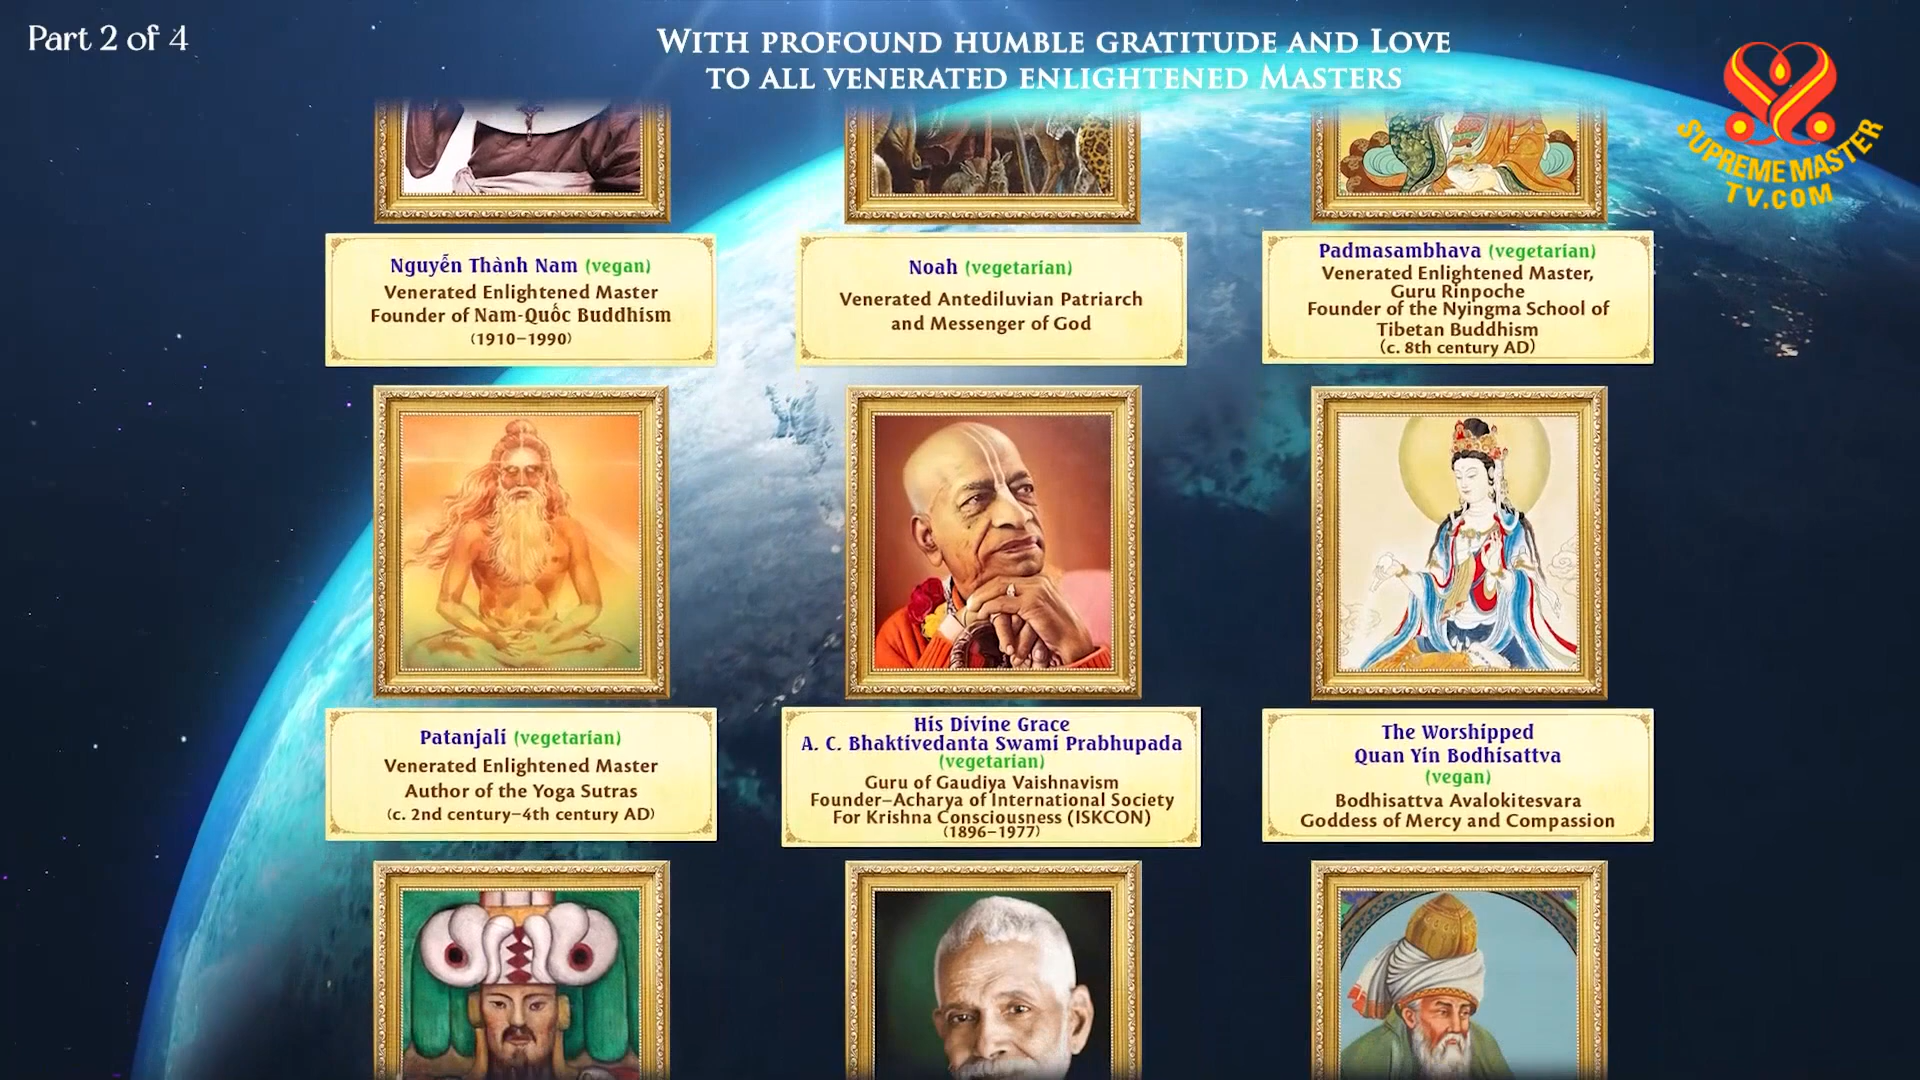 Part 2 of 4
With profound humble gratitude and Love
to all venerated enlightened Masters
SUPREME MASTER
TV.COM
Nguyễn Thành Nam (vegan)
Venerated Enlightened Master
Founder of Nam-Quốc Buddhism
(1910–1990)
Noah (vegetarian)
Venerated Antediluvian Patriarch
and Messenger of God
Padmasambhava (vegetarian)
Venerated Enlightened Master,
Guru Rinpoche
Founder of the Nyingma School of
Tibetan Buddhism
(c. 8th century AD)
Patanjali (vegetarian)
Venerated Enlightened Master
Author of the Yoga Sutras
(c. 2nd century–4th century AD)
His Divine Grace
A. C. Bhaktivedanta Swami Prabhupada
(vegetarian)
Guru of Gaudiya Vaishnavism
Founder–Acharya of International Society
For Krishna Consciousness (ISKCON)
(1896–1977)
The Worshipped
Quan Yin Bodhisattva
(vegan)
Bodhisattva Avalokitesvara
Goddess of Mercy and Compassion